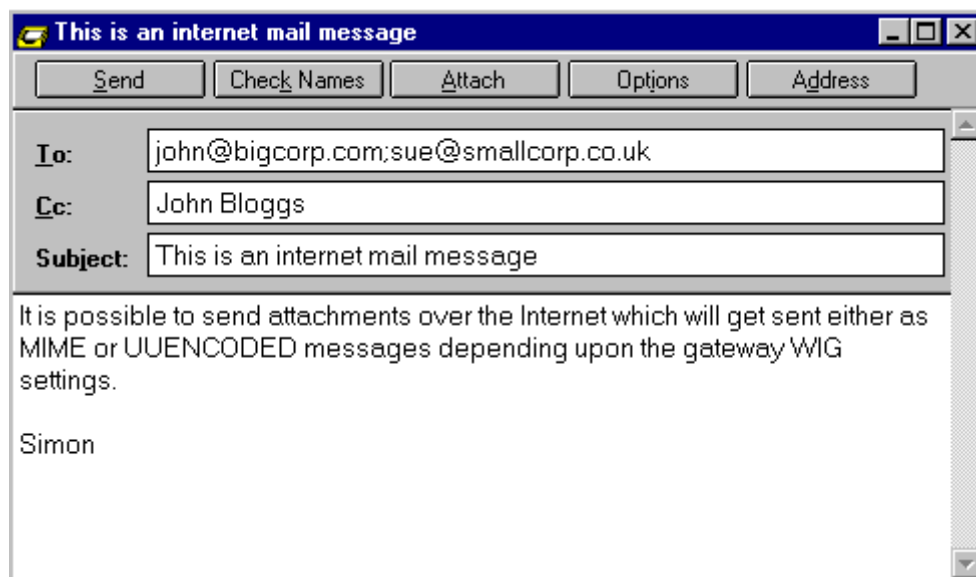 This is an internet mail message
Send Check Names Attach Options Address
To: john@bigcorp.com;sue@smallcorp.co.uk
Cc: John Bloggs
Subject: This is an internet mail message
It is possible to send attachments over the Internet which will get sent either as
MIME or UUENCODED messages depending upon the gateway WIG
settings.
Simon